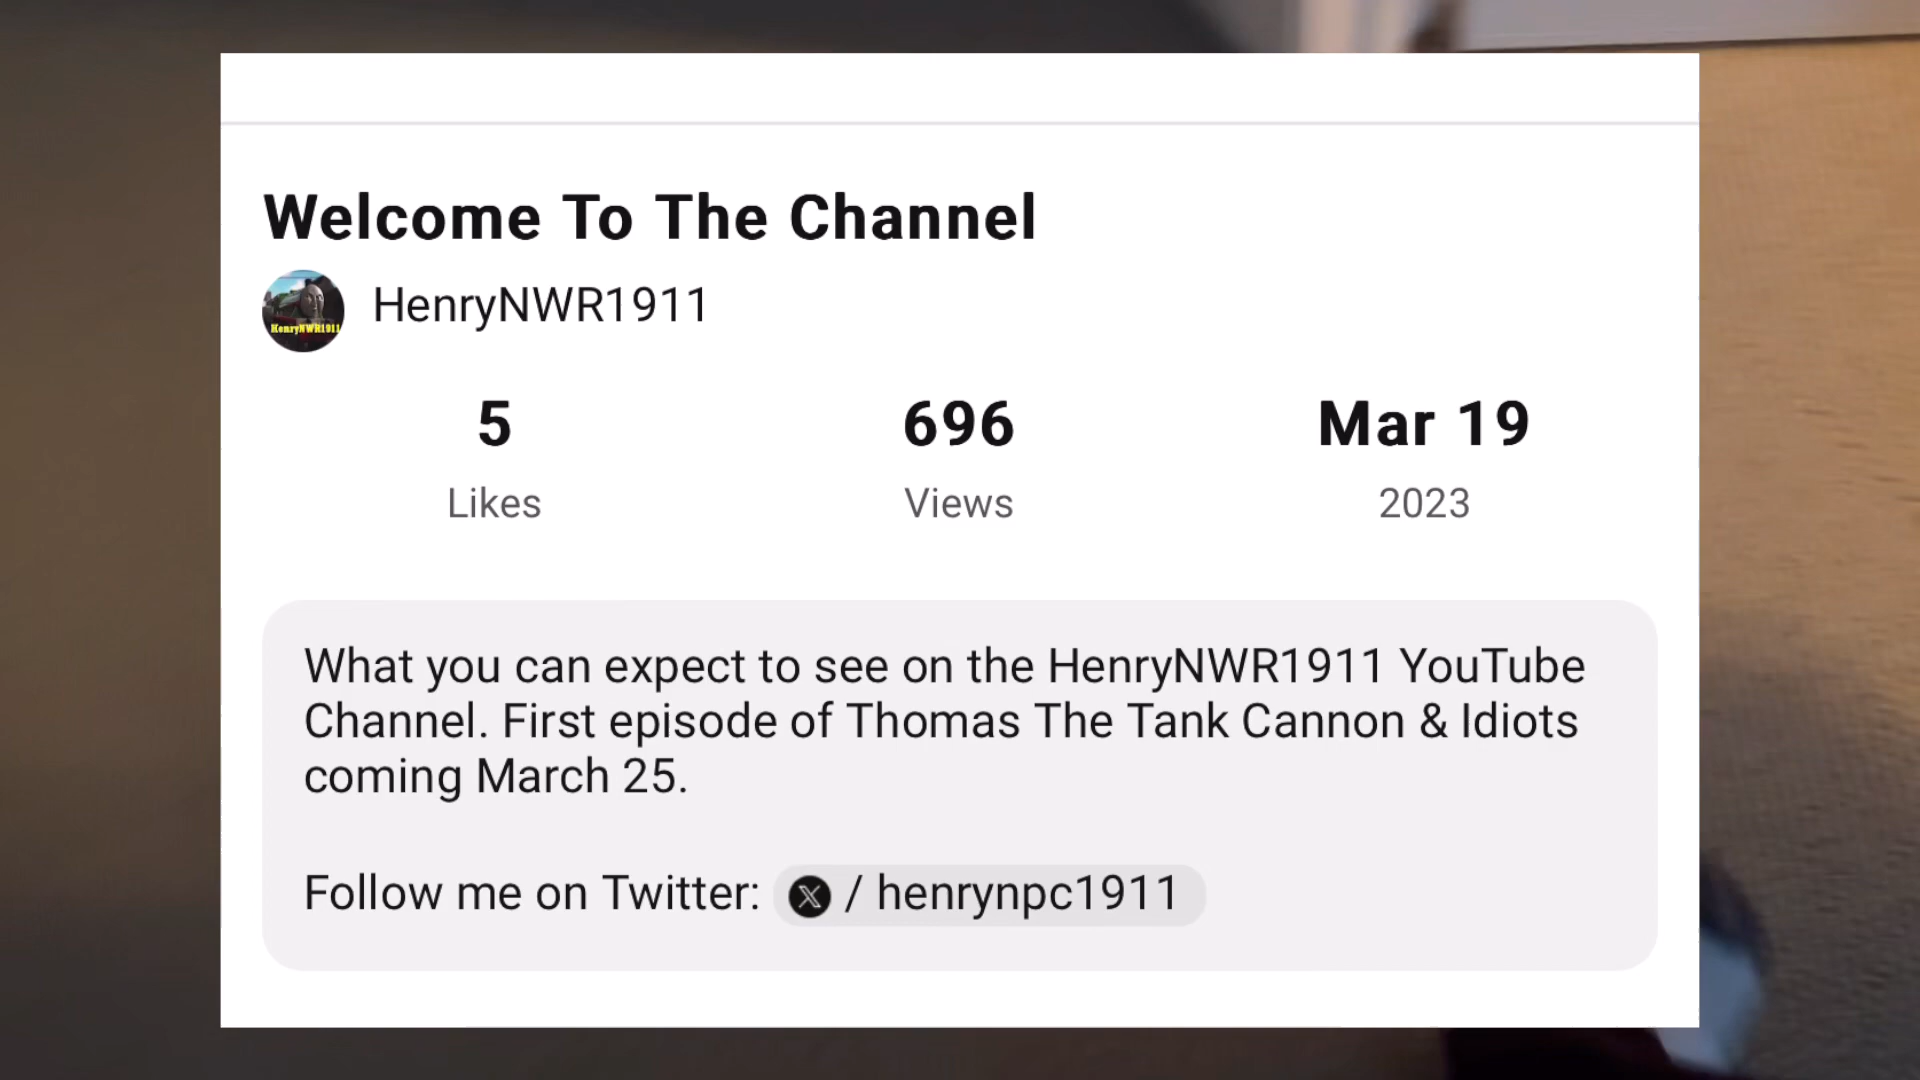 Welcome To The Channel
HenryNWR1911
HenryNWR1911
5
696
Mar 19
Likes
Views
2023
What you can expect to see on the HenryNWR1911 YouTube
Channel. First episode of Thomas The Tank Cannon & Idiots
coming March 25.
Follow me on Twitter: X / henrynpc1911